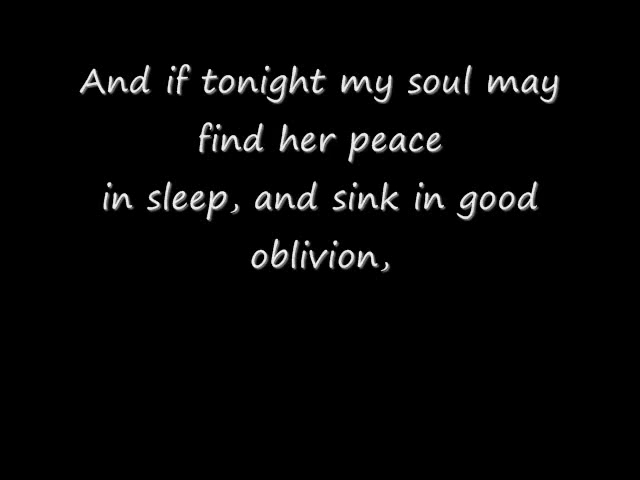 And if tonight my soul may
find her peace
in sleep, and sink in good
oblivion,